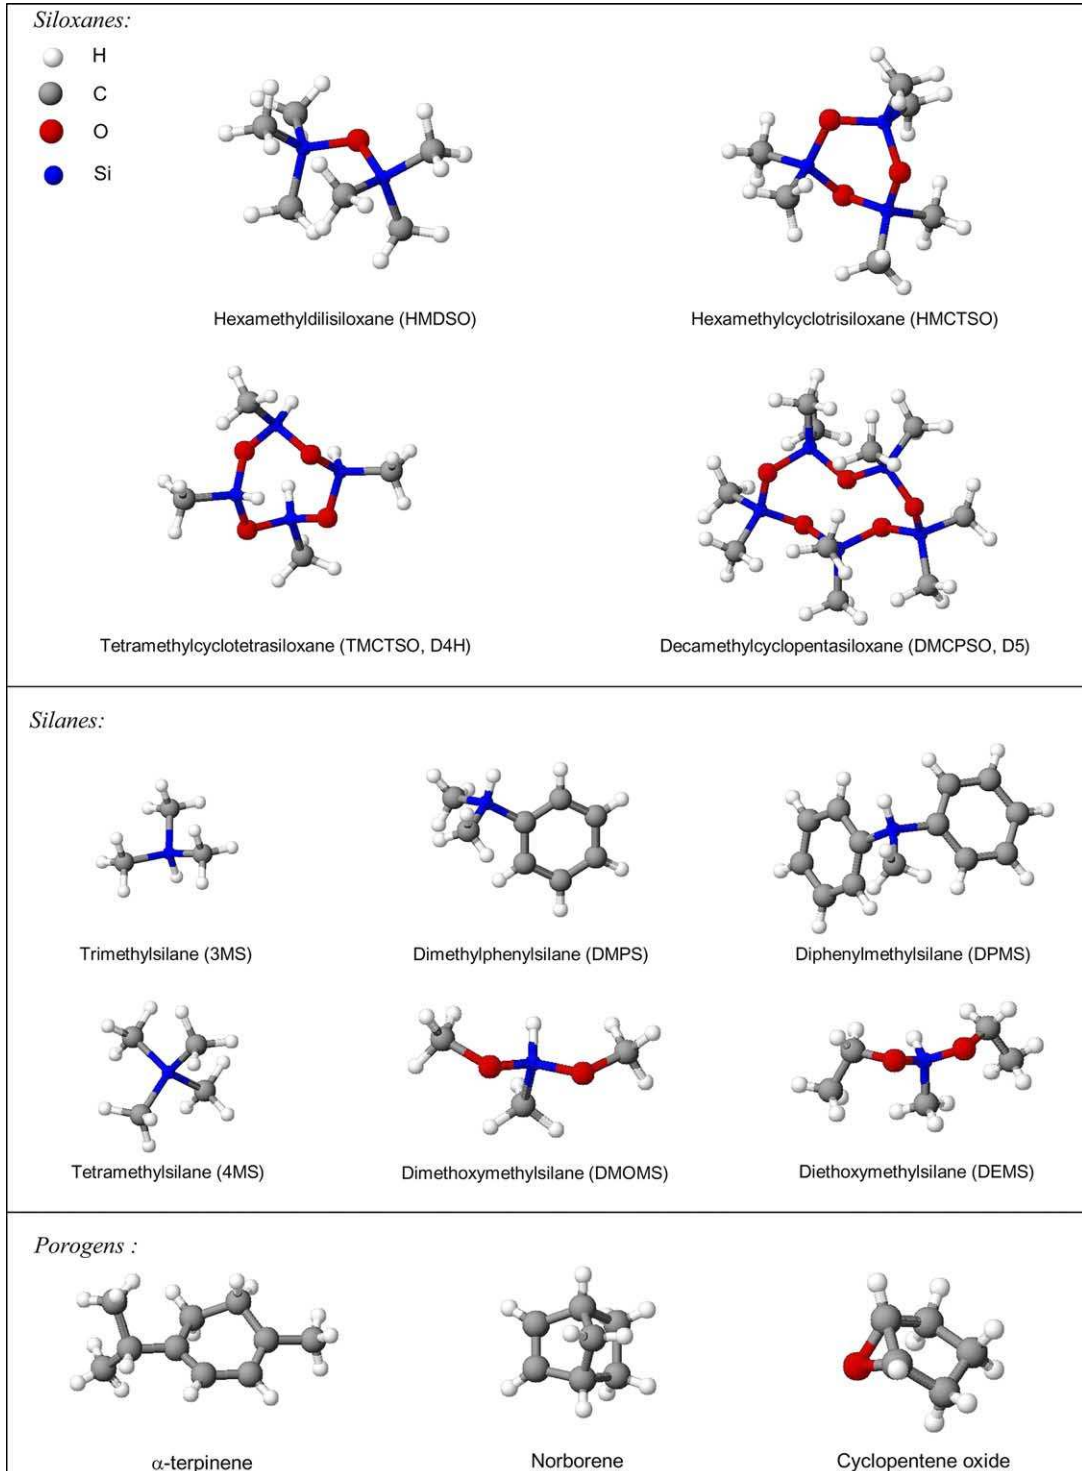 Siloxanes:
H
C
O
Si
Hexamethyldilisiloxane (HMDSO)
Hexamethylcyclotrisiloxane (HMCTSO)
Tetramethylcyclotetrasiloxane (TMCTSO, D4H)
Decamethylcyclopentasiloxane (DMCPSO, D5)
Silanes:
Trimethylsilane (3MS)
Dimethylphenylsilane (DMPS)
Diphenylmethylsilane (DPMS)
Tetramethylsilane (4MS)
Dimethoxymethylsilane (DMOMS)
Diethoxymethylsilane (DEMS)
Porogens :
α-terpinene
Norborene
Cyclopentene oxide